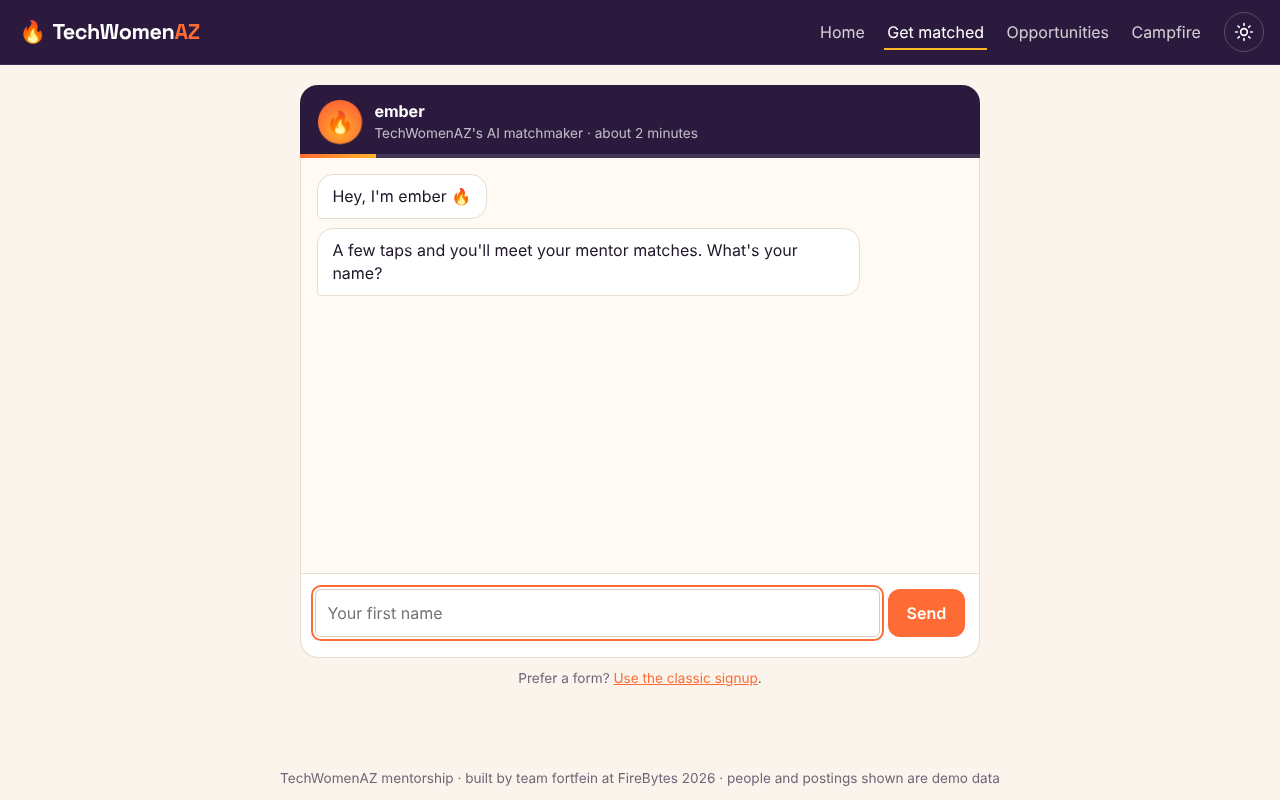 🔥 TechWomenAZ
Home Get matched Opportunities Campfire
ember
TechWomenAZ's AI matchmaker · about 2 minutes
Hey, I'm ember 🔥
A few taps and you'll meet your mentor matches. What's your
name?
Your first name
Send
Prefer a form? Use the classic signup.
TechWomenAZ mentorship · built by team fortfein at FireBytes 2026 · people and postings shown are demo data